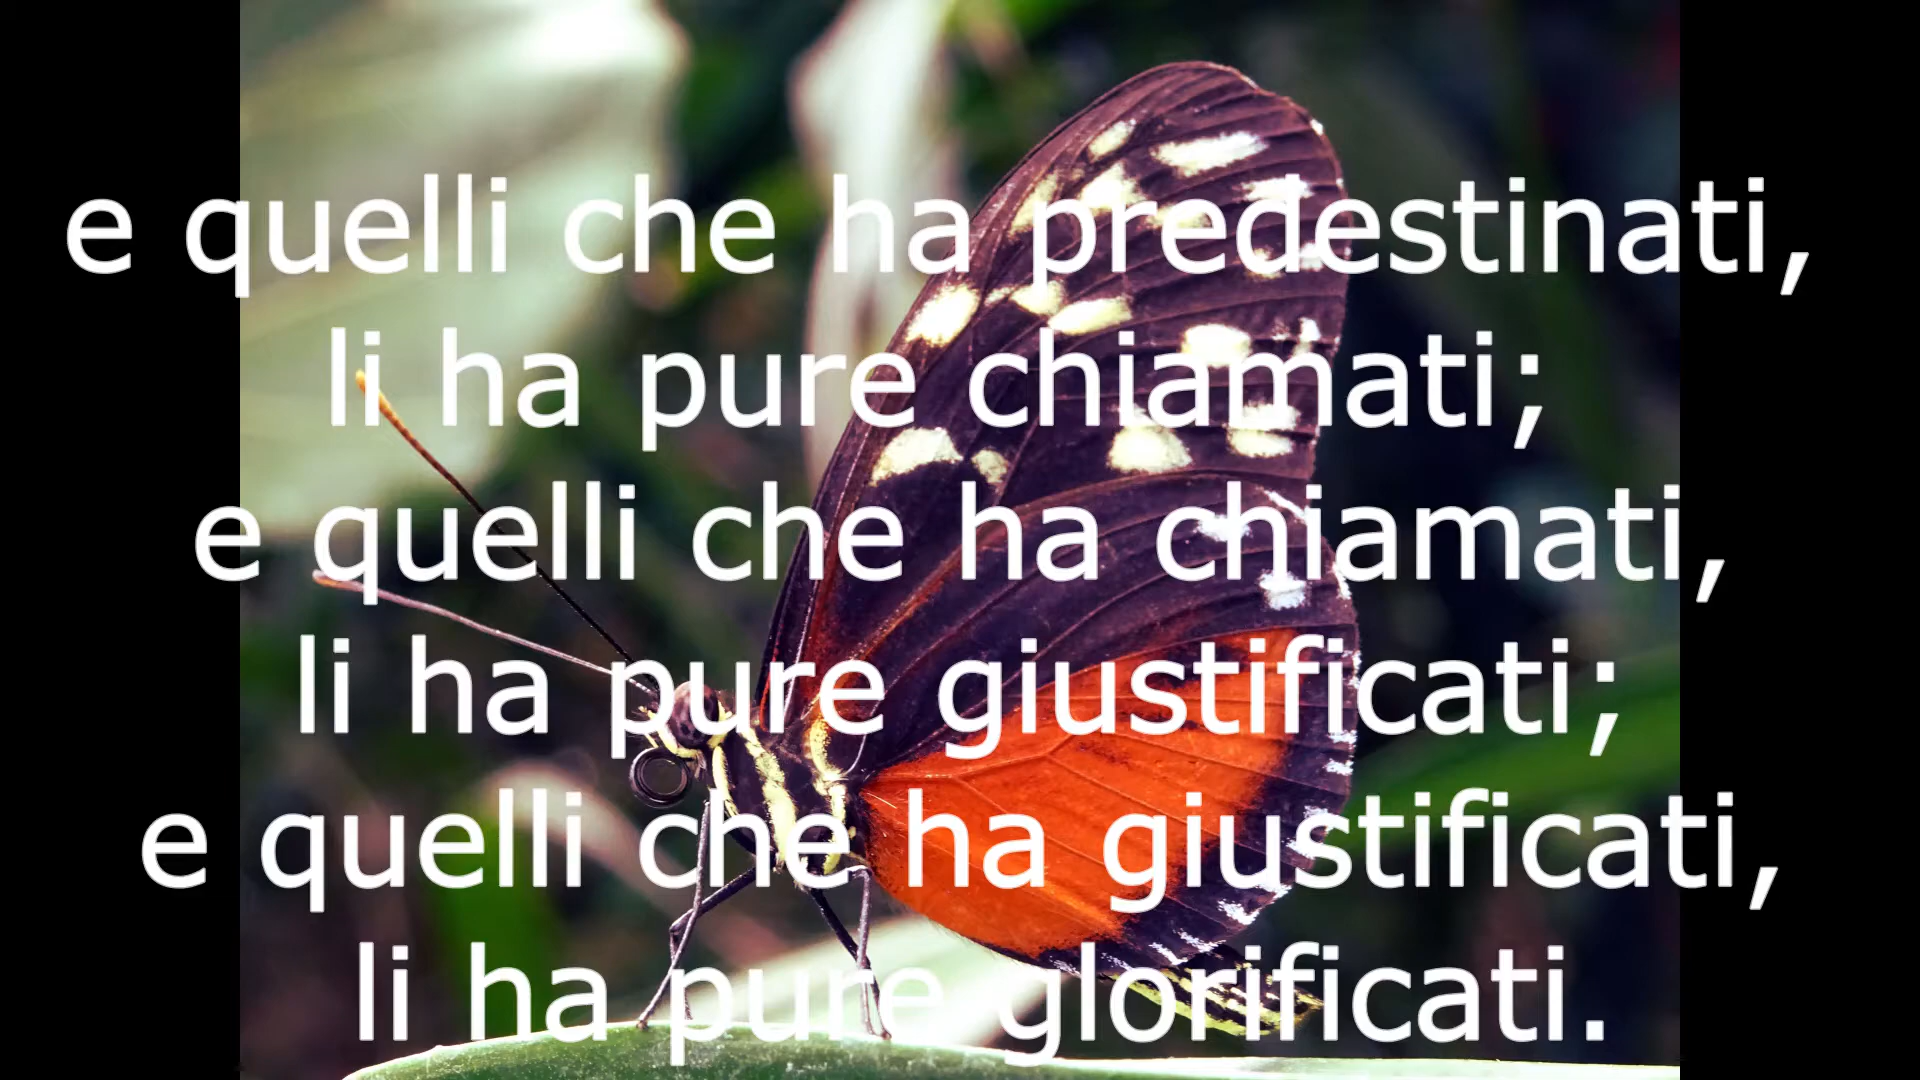 e quelli che ha predestinati,
li ha pure chiamati;
e quelli che ha chiamati,
li ha pure giustificati;
e quelli che ha giustificati,
li ha pure glorificati.